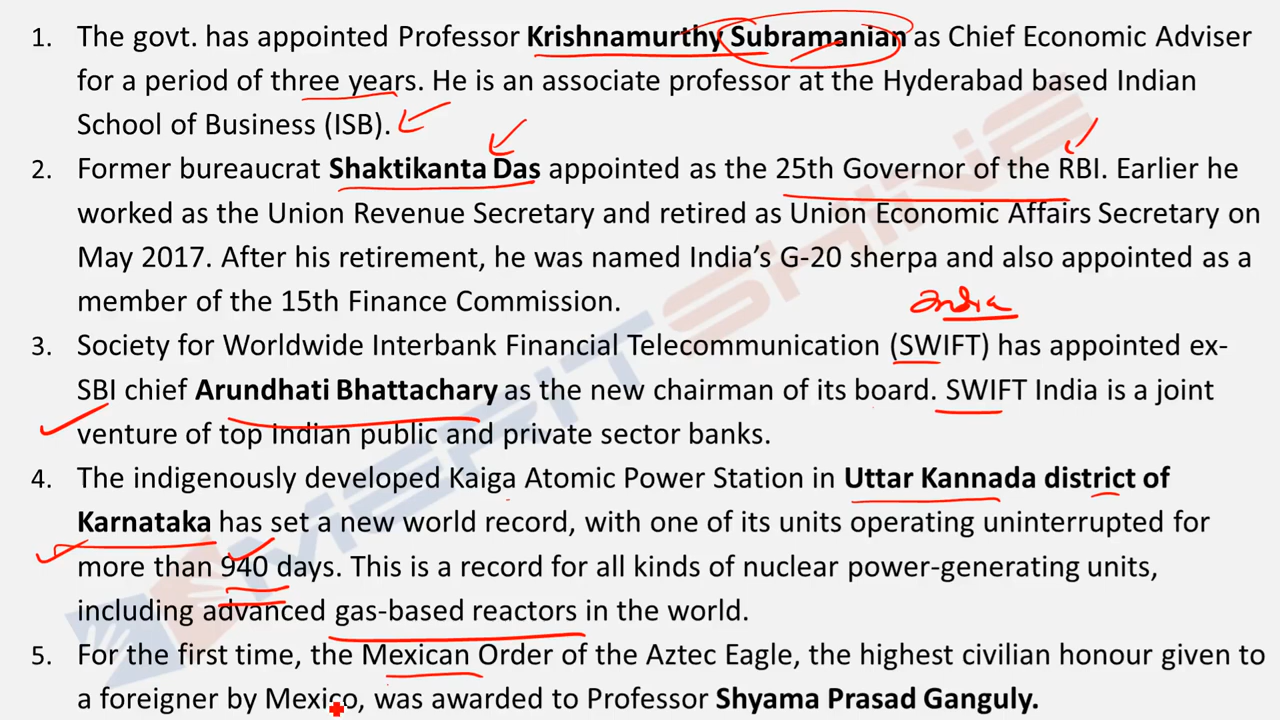 1. The govt. has appointed Professor Krishnamurthy Subramanian as Chief Economic Adviser
for a period of three years. He is an associate professor at the Hyderabad based Indian
School of Business (ISB).
2. Former bureaucrat Shaktikanta Das appointed as the 25th Governor of the RBI. Earlier he
worked as the Union Revenue Secretary and retired as Union Economic Affairs Secretary on
May 2017. After his retirement, he was named India's G-20 sherpa and also appointed as a
member of the 15th Finance Commission.
India
3. Society for Worldwide Interbank Financial Telecommunication (SWIFT) has appointed ex-
SBI chief Arundhati Bhattachary as the new chairman of its board. SWIFT India is a joint
venture of top Indian public and private sector banks.
4. The indigenously developed Kaiga Atomic Power Station in Uttar Kannada district of
Karnataka has set a new world record, with one of its units operating uninterrupted for
more than 940 days. This is a record for all kinds of nuclear power-generating units,
including advanced gas-based reactors in the world.
5. For the first time, the Mexican Order of the Aztec Eagle, the highest civilian honour given to
a foreigner by Mexico, was awarded to Professor Shyama Prasad Ganguly.
MERITSHINE